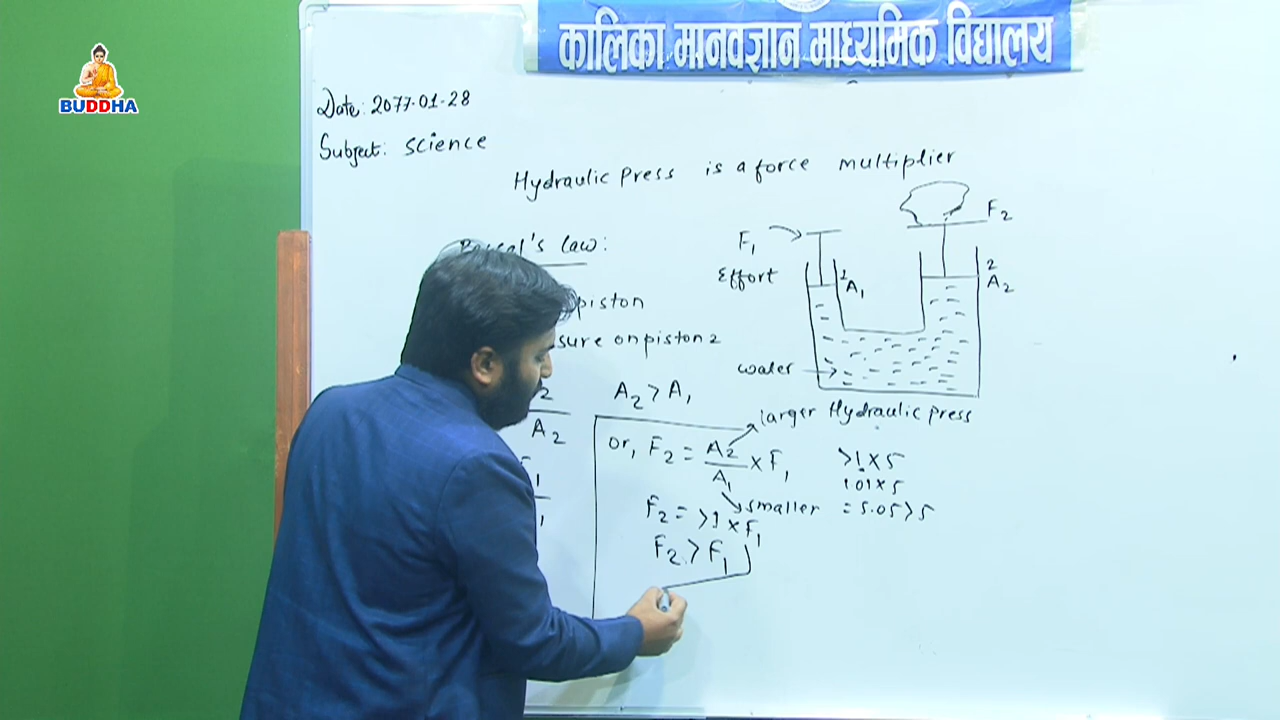 BUDDHA
कालिका मानवज्ञान माध्यमिक विद्यालय
Date: 2077-01-28
Subject: science
Hydraulic press is a force multiplier
law:
piston
on piston 2
A2
A2 > A1
or, F2 = A2/A1 × F1
larger
smaller
F2 = >1 × F1
F2 > F1
F1
Effort
F2
1
A1
2
A2
water
Hydraulic press
>1 × 5
1.01 × 5
= 5.05 > 5